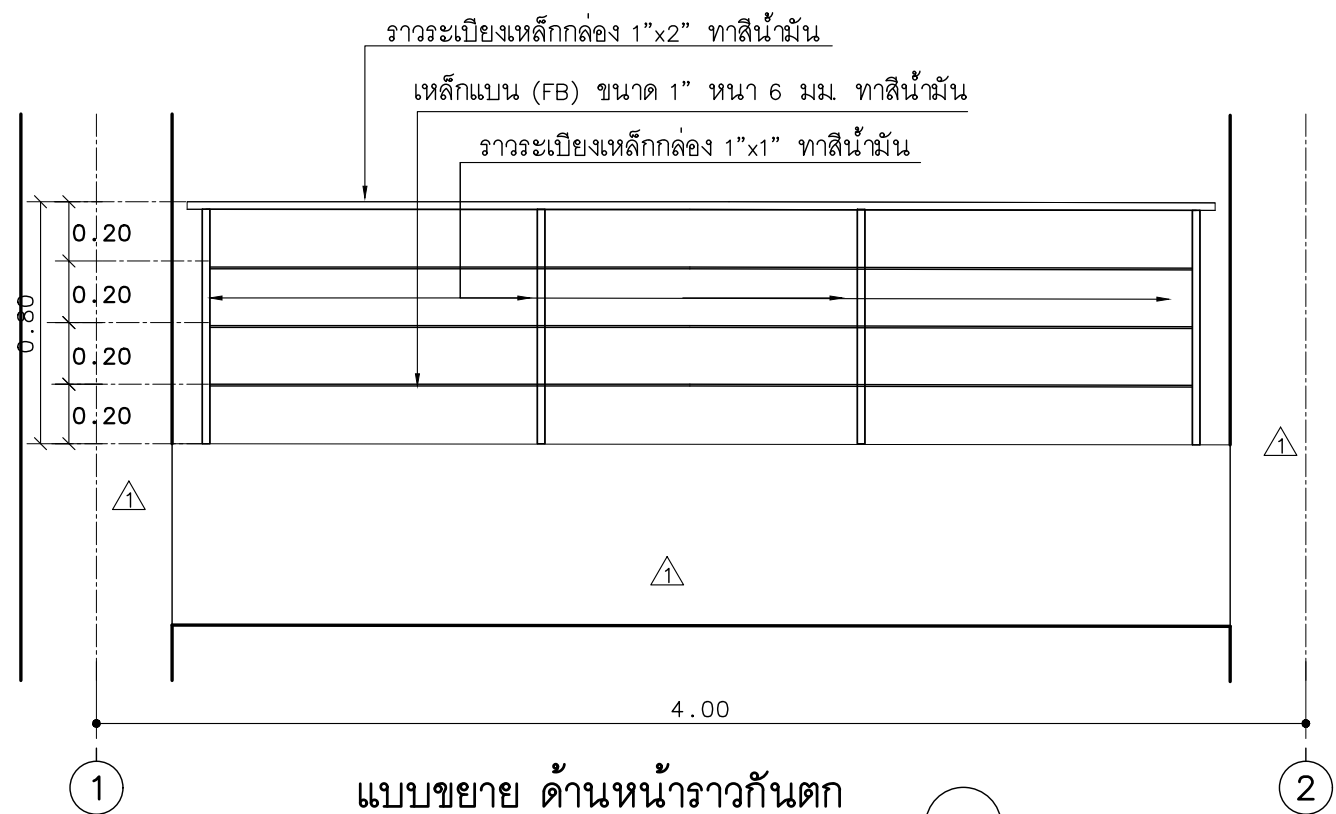 ราวระเบียงเหล็กกล่อง 1"x2" ทาสีน้ำมัน
เหล็กแบน (FB) ขนาด 1" หนา 6 มม. ทาสีน้ำมัน
ราวระเบียงเหล็กกล่อง 1"x1" ทาสีน้ำมัน
0.20
0.20
0.80
0.20
0.20
1
1
1
4.00
1
แบบขยาย ด้านหน้าราวกันตก
2